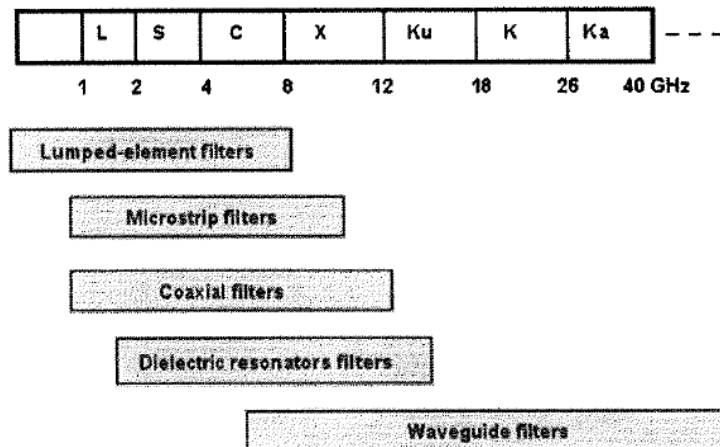 L S C X Ku K Ka
1 2 4 8 12 18 26 40 GHz
Lumped-element filters
Microstrip filters
Coaxial filters
Dielectric resonators filters
Waveguide filters